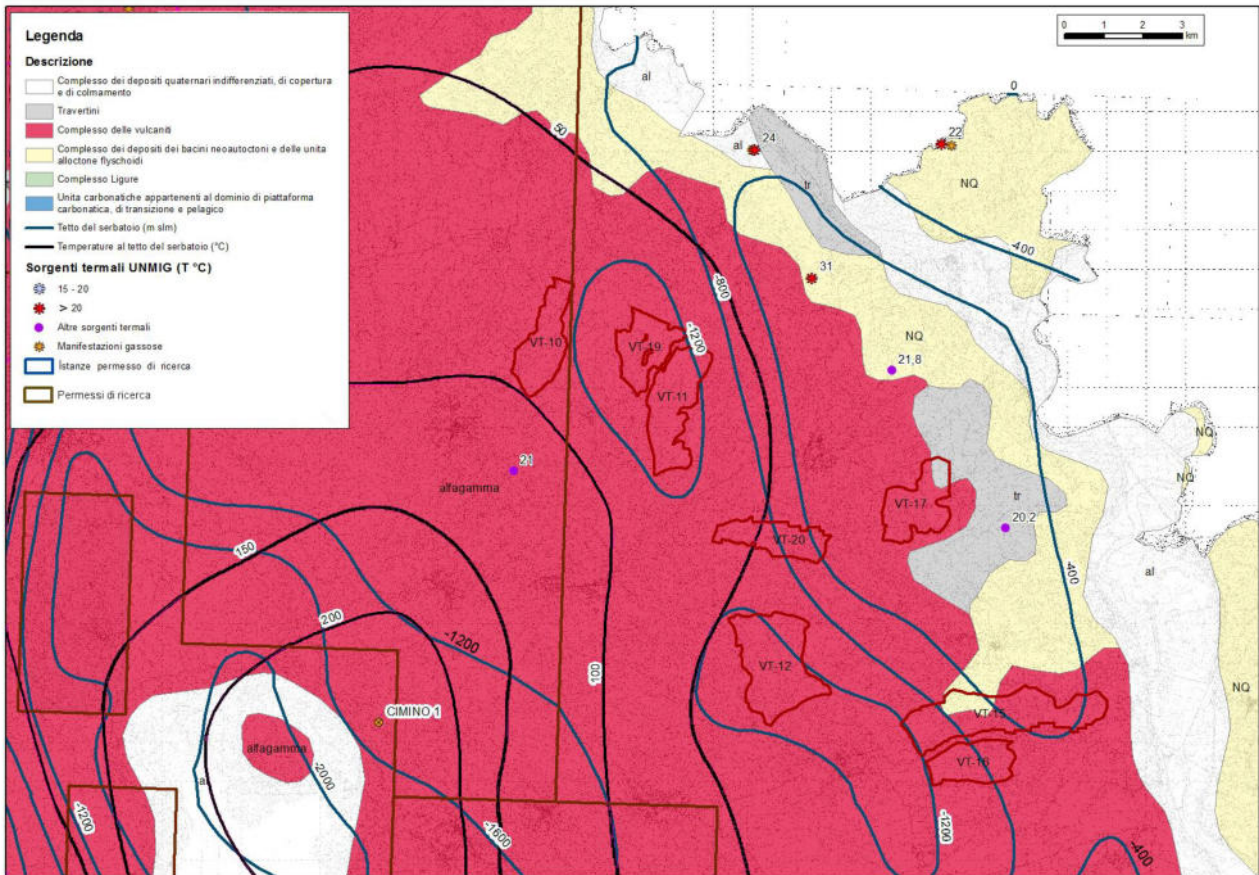 Legenda
Descrizione
Complesso dei depositi quaternari indifferenziati, di copertura
e di colmamento
Travertini
Complesso delle vulcaniti
Complesso dei depositi dei bacini neoautoctoni e delle unita
alloctone flyschoidi
Complesso Ligure
Unita carbonatiche appartenenti al dominio di piattaforma
carbonatica, di transizione e pelagico
Tetto del serbatoio (m slm)
Temperature al tetto del serbatoio (°C)
Sorgenti termali UNMIG (T °C)
15 - 20
> 20
Altre sorgenti termali
Manifestazioni gassose
Istanze permesso di ricerca
Permessi di ricerca
0 1 2 3
km
al
0
50
24
al
22
tr
NQ
-400
31
-800
VT-10
VT-19
-1200
NQ
21,8
VT-11
NQ
21
alfagamma
NQ
VT-17
tr
20,2
VT-20
150
400
al
200
-1200
100
VT-12
NQ
CIMINO 1
VT-15
alfagamma
VT-16
-2000
-1200
-1600
-1200
-400